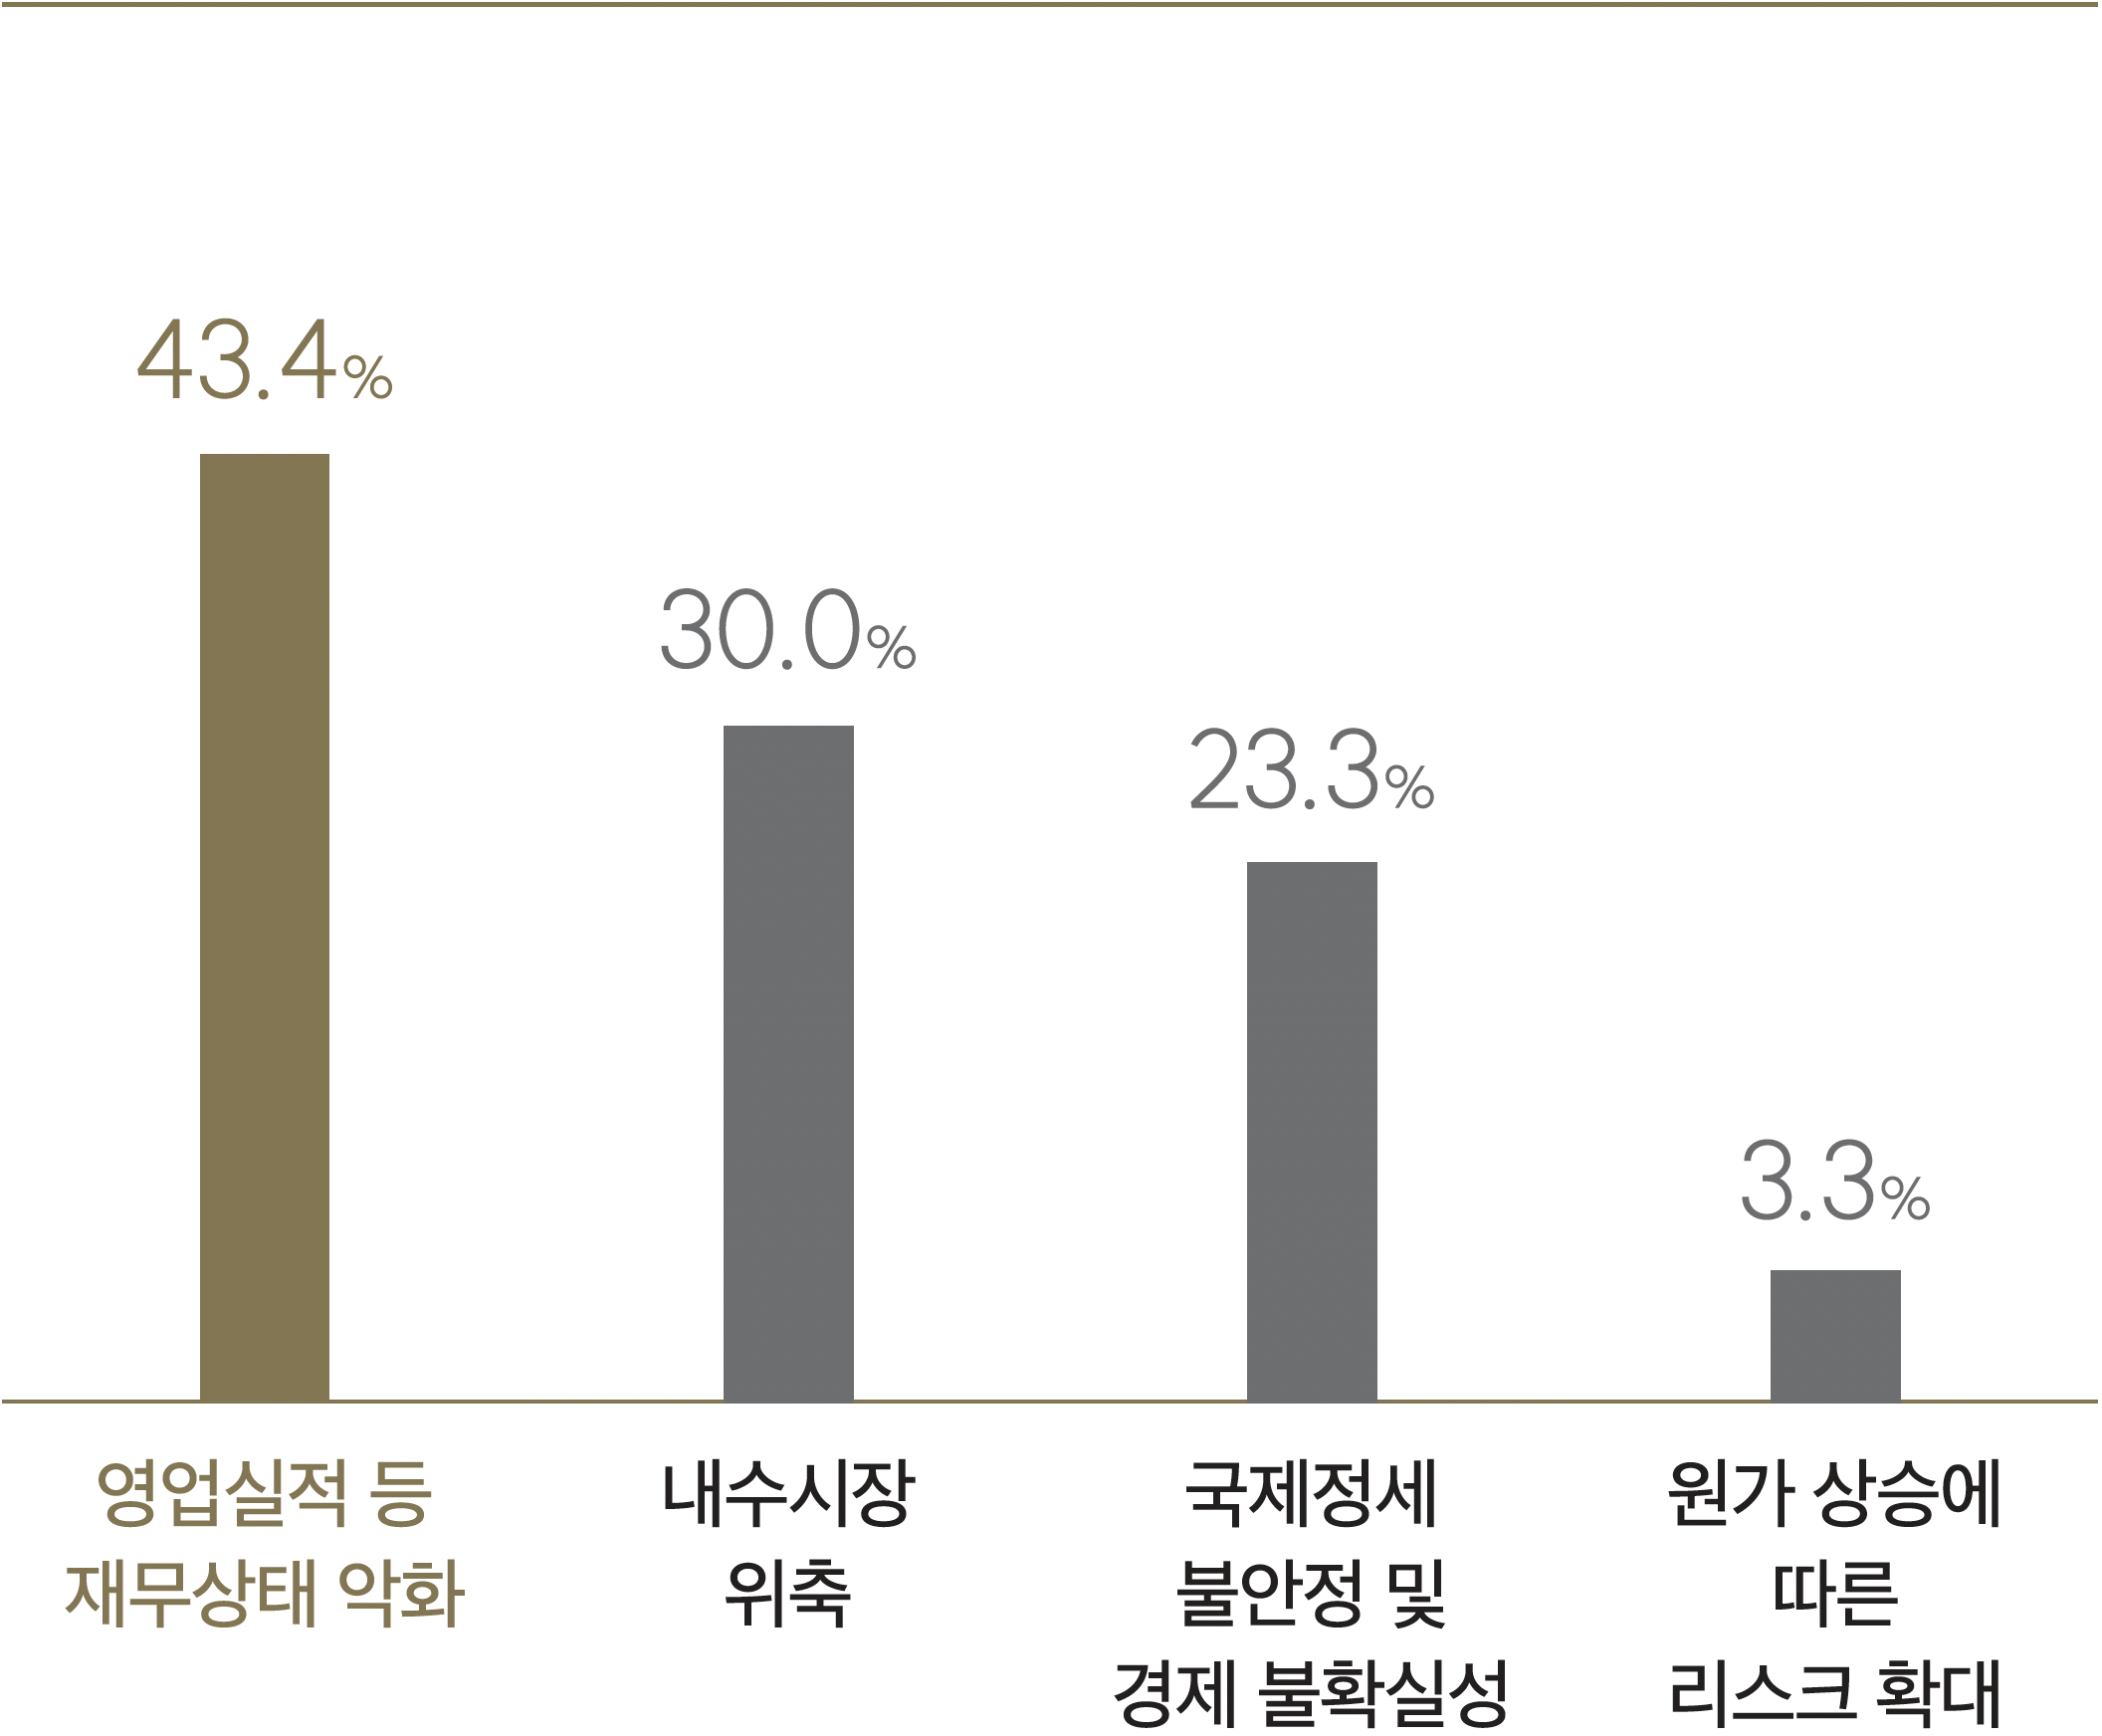 43.4%
30.0%
23.3%
3.3%
영업실적 등
재무상태 악화
내수시장
위축
국제정세
불안정 및
경제 불확실성
원가 상승에
따른
리스크 확대